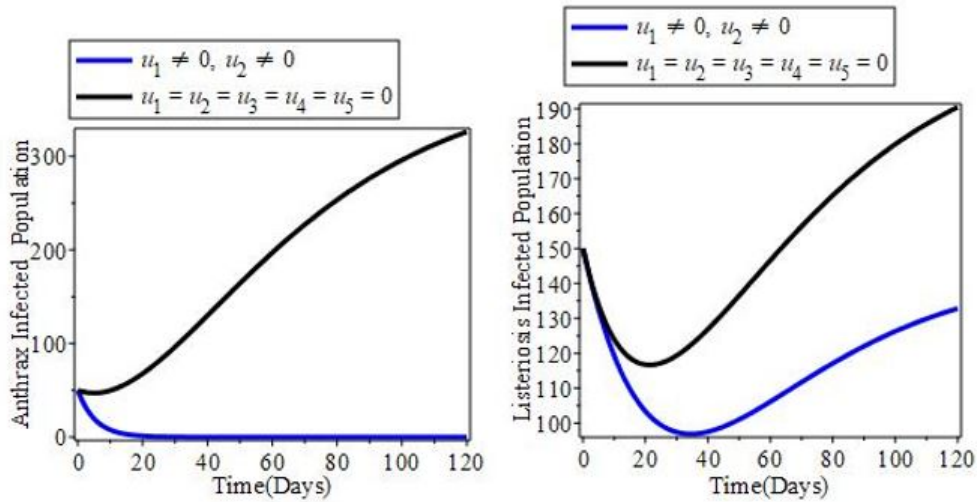 u₁ ≠ 0, u₂ ≠ 0
u₁ = u₂ = u₃ = u₄ = u₅ = 0
Anthrax Infected Population
300
200
100
0
0 20 40 60 80 100 120
Time(Days)
u₁ ≠ 0, u₂ ≠ 0
u₁ = u₂ = u₃ = u₄ = u₅ = 0
Listeriosis Infected Population
190
180
170
160
150
140
130
120
110
100
0 20 40 60 80 100 120
Time(Days)